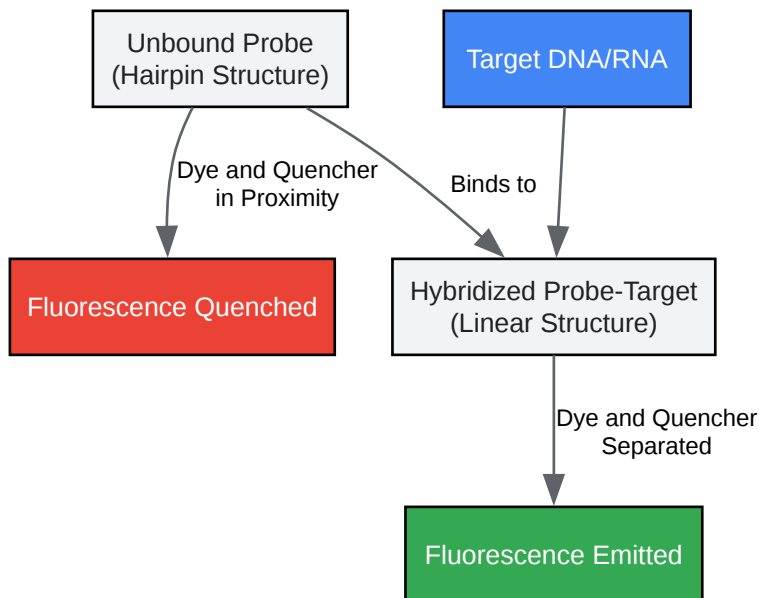 Unbound Probe
(Hairpin Structure)
Target DNA/RNA
Dye and Quencher
in Proximity
Binds to
Fluorescence Quenched
Hybridized Probe-Target
(Linear Structure)
Dye and Quencher
Separated
Fluorescence Emitted